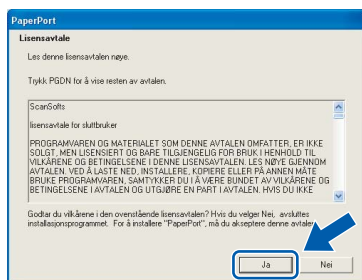 PaperPort
Lisensavtale
Les denne lisensavtalen nøye.
Trykk PGDN for å vise resten av avtalen.
ScanSofts
lisensavtale for sluttbruker
PROGRAMVAREN OG MATERIALET SOM DENNE AVTALEN OMFATTER, ER IKKE
SOLGT, MEN LISENSIERT OG BARE TILGJENGELIG FOR BRUK I HENHOLD TIL
VILKÅRENE OG BETINGELSENE I DENNE LISENSAVTALEN. LES NØYE GJENNOM
AVTALEN. VED Å LASTE NED, INSTALLERE, KOPIERE ELLER PÅ ANNEN MÅTE
BRUKE PROGRAMVAREN, SAMTYKKER DU I Å VÆRE BUNDET AV VILKÅRENE OG
BETINGELSENE I AVTALEN OG UTGJØRE EN PART I AVTALEN. HVIS DU IKKE
Godtar du vilkårene i den ovenstående lisensavtalen? Hvis du velger Nei, avsluttes
installasjonsprogrammet. For å installere "PaperPort", må du akseptere denne avtalen.
Ja
Nei